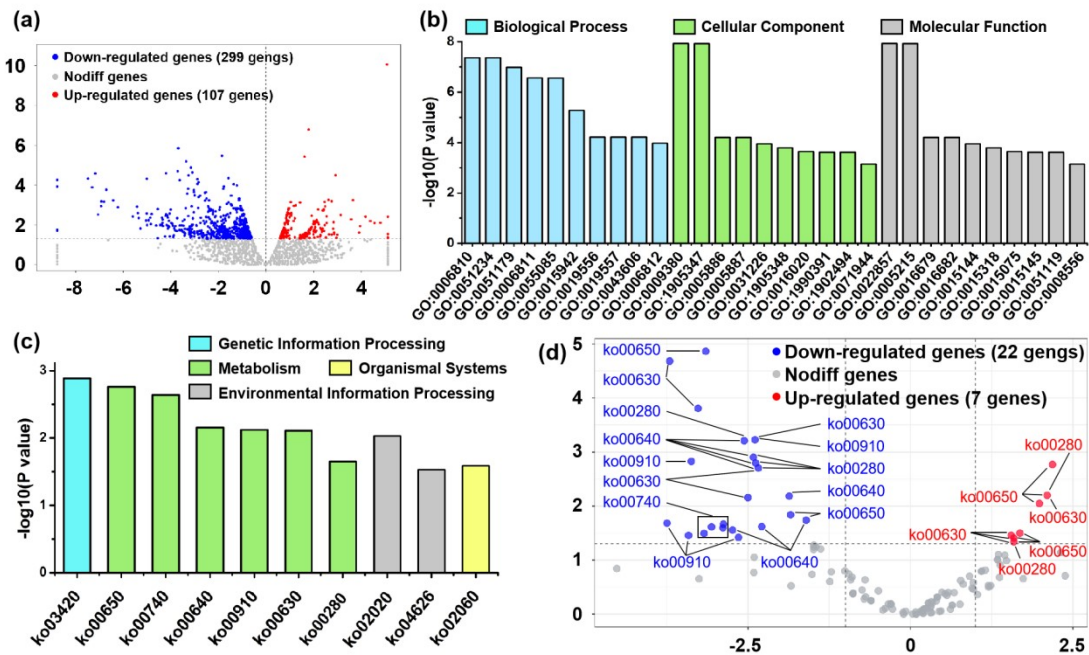 (a)
Down-regulated genes (299 gengs)
Nodiff genes
Up-regulated genes (107 genes)
10
8
6
4
2
0
-8
-6
-4
-2
0
2
4
(b)
Biological Process
Cellular Component
Molecular Function
-log10(P value)
8
6
4
2
0
GO:0006810
GO:0051234
GO:0051179
GO:0006811
GO:0055085
GO:0015942
GO:0019556
GO:0019557
GO:0043606
GO:0006812
GO:0009380
GO:1905347
GO:0005886
GO:0005887
GO:0031226
GO:1905348
GO:0016020
GO:1990391
GO:1902494
GO:0071944
GO:0022857
GO:0005215
GO:0016679
GO:0016682
GO:0015144
GO:0015318
GO:0015075
GO:0015145
GO:0051119
GO:0008556
(c)
Genetic Information Processing
Metabolism
Organismal Systems
Environmental Information Processing
-log10(P value)
3
2
1
0
ko03420
ko00650
ko00740
ko00640
ko00910
ko00630
ko00280
ko02020
ko04626
ko02060
(d)
Down-regulated genes (22 gengs)
Nodiff genes
Up-regulated genes (7 genes)
5
4
3
2
1
0
-2.5
0
2.5
ko00650
ko00630
ko00280
ko00640
ko00910
ko00630
ko00740
ko00910
ko00630
ko00910
ko00280
ko00640
ko00650
ko00640
ko00280
ko00650
ko00630
ko00630
ko00650
ko00280